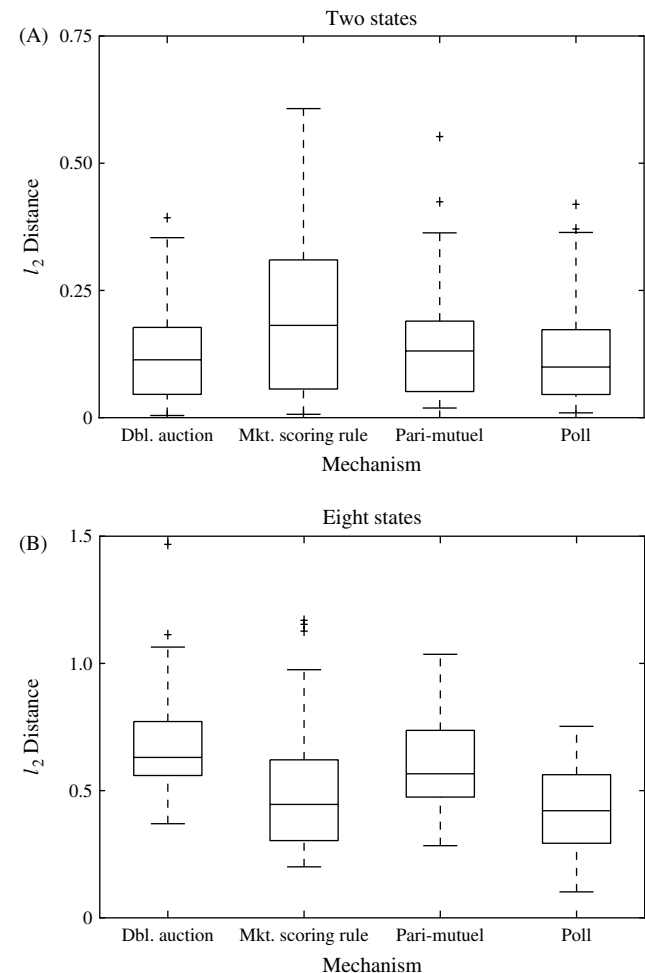 Two states
(A)
0.75
0.50
0.25
0
l2 Distance
Dbl. auction Mkt. scoring rule Pari-mutuel Poll
Mechanism
Eight states
(B)
1.5
1.0
0.5
0
l2 Distance
Dbl. auction Mkt. scoring rule Pari-mutuel Poll
Mechanism